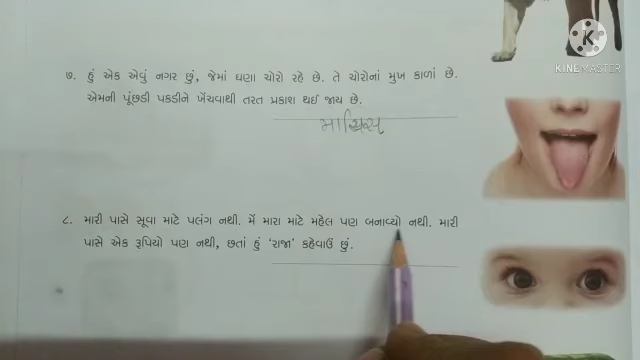 ૭. હું એક એવું નગર છું, જેમાં ઘણા ચોરો રહે છે. તે ચોરોનાં મુખ કાળાં છે.
એમની પૂંછડી પકડીને ખેંચવાથી તરત પ્રકાશ થઈ જાય છે.
માચિસ
૮. મારી પાસે સૂવા માટે પલંગ નથી. મેં મારા માટે મહેલ પણ બનાવ્યો નથી. મારી
પાસે એક રૂપિયો પણ નથી, છતાં હું ‘રાજા’ કહેવાઉં છું.
K
KINEMASTER